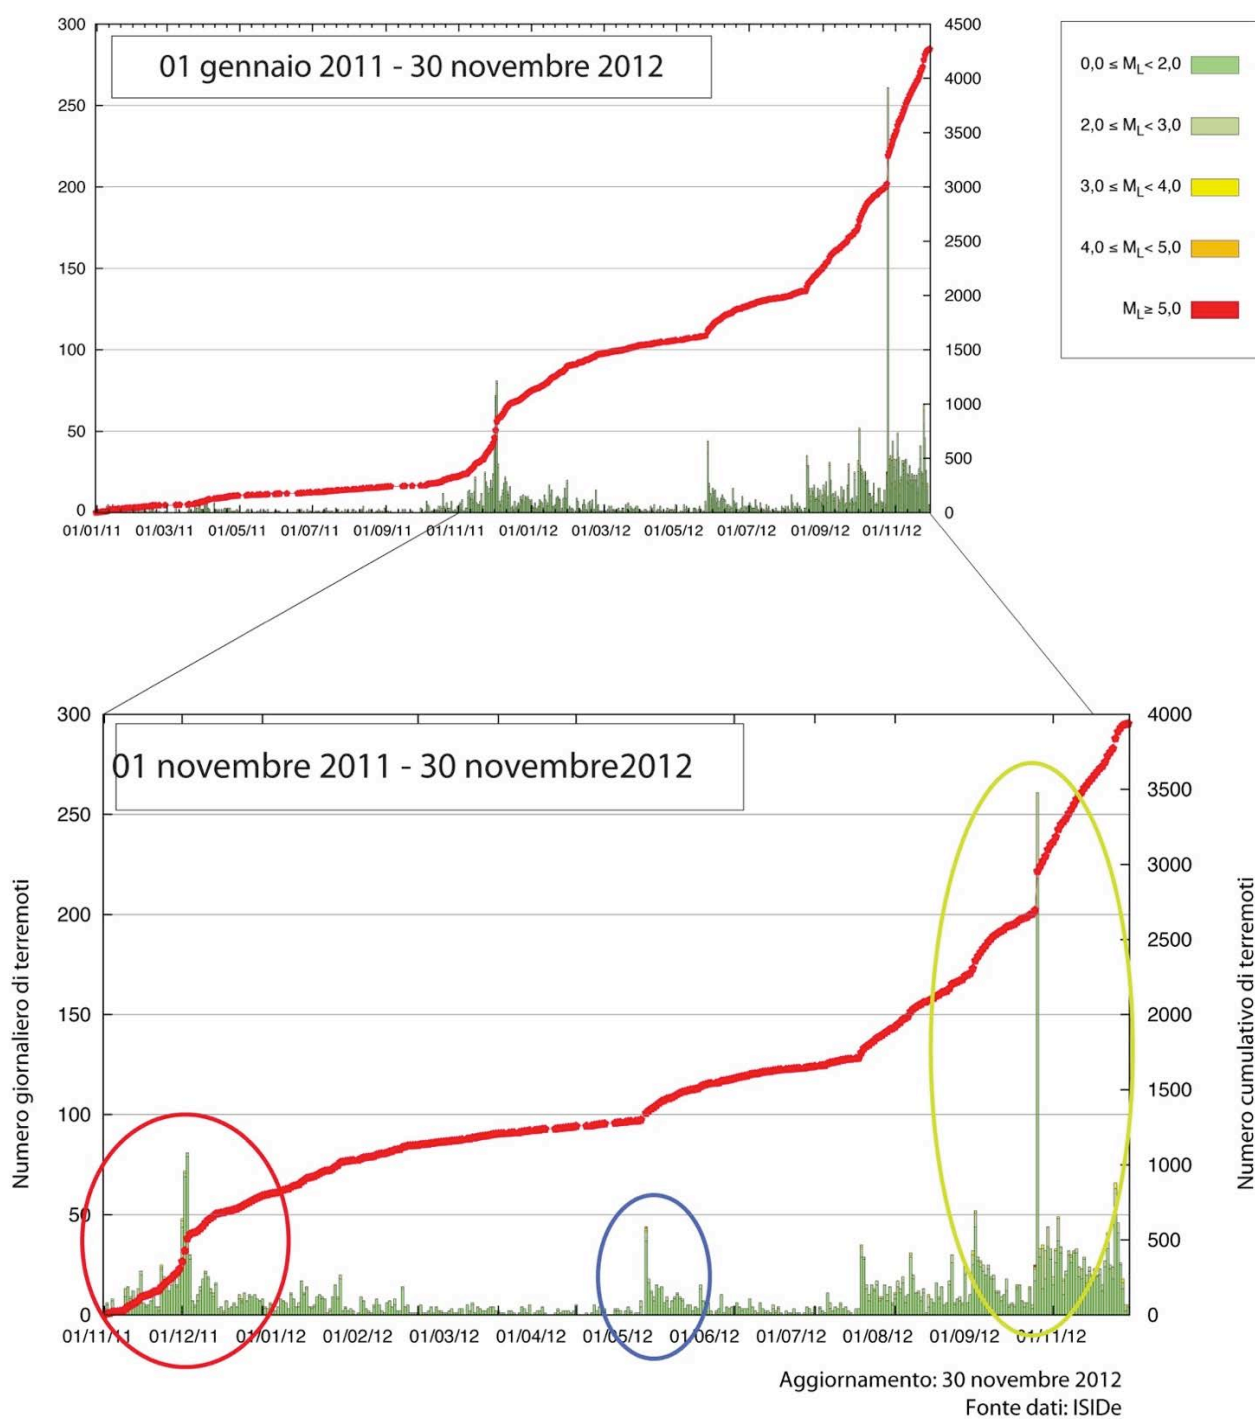 01 gennaio 2011 - 30 novembre 2012
300
250
200
150
100
50
0
4500
4000
3500
3000
2500
2000
1500
1000
500
0
01/01/11 01/03/11 01/05/11 01/07/11 01/09/11 01/11/11 01/01/12 01/03/12 01/05/12 01/07/12 01/09/12 01/11/12
0,0 ≤ ML< 2,0
2,0 ≤ ML< 3,0
3,0 ≤ ML< 4,0
4,0 ≤ ML< 5,0
ML≥ 5,0
01 novembre 2011 - 30 novembre2012
Numero giornaliero di terremoti
300
250
200
150
100
50
0
4000
3500
3000
2500
2000
1500
1000
500
0
Numero cumulativo di terremoti
01/11/11 01/12/11 01/01/12 01/02/12 01/03/12 01/04/12 01/05/12 01/06/12 01/07/12 01/08/12 01/09/12 01/11/12
Aggiornamento: 30 novembre 2012
Fonte dati: ISIDe